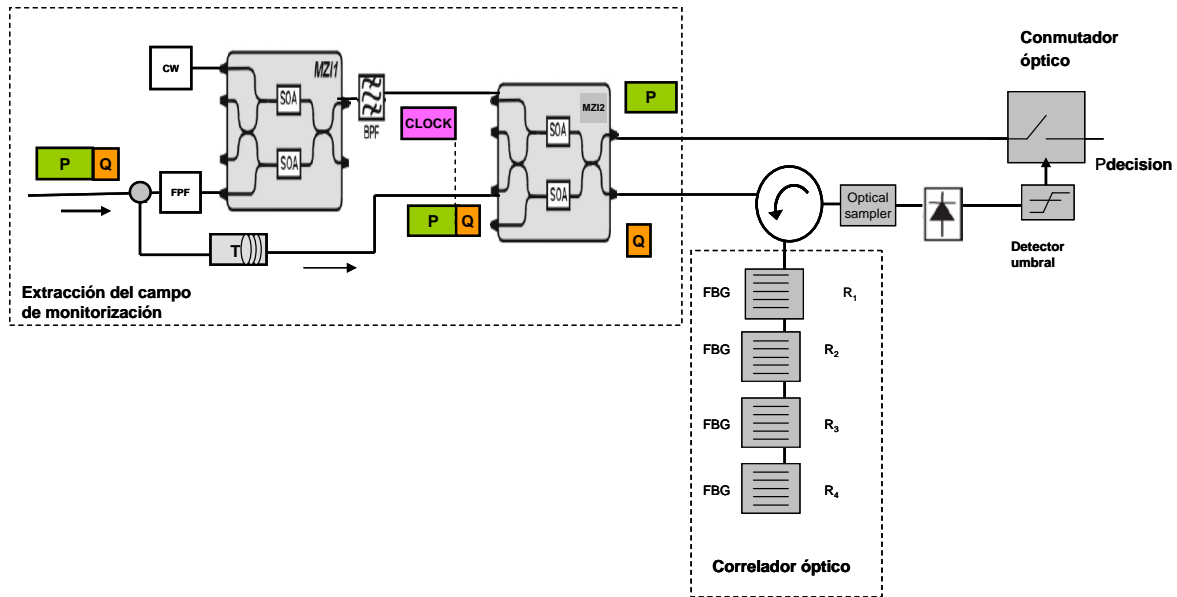 Conmutador
óptico
CW
MZI1
SOA
SOA
BPF
CLOCK
P
MZI2
SOA
SOA
Pdecision
P Q
FPF
P Q
Q
T
Optical
sampler
Detector
umbral
Extracción del campo
de monitorización
FBG R1
FBG R2
FBG R3
FBG R4
Correlador óptico